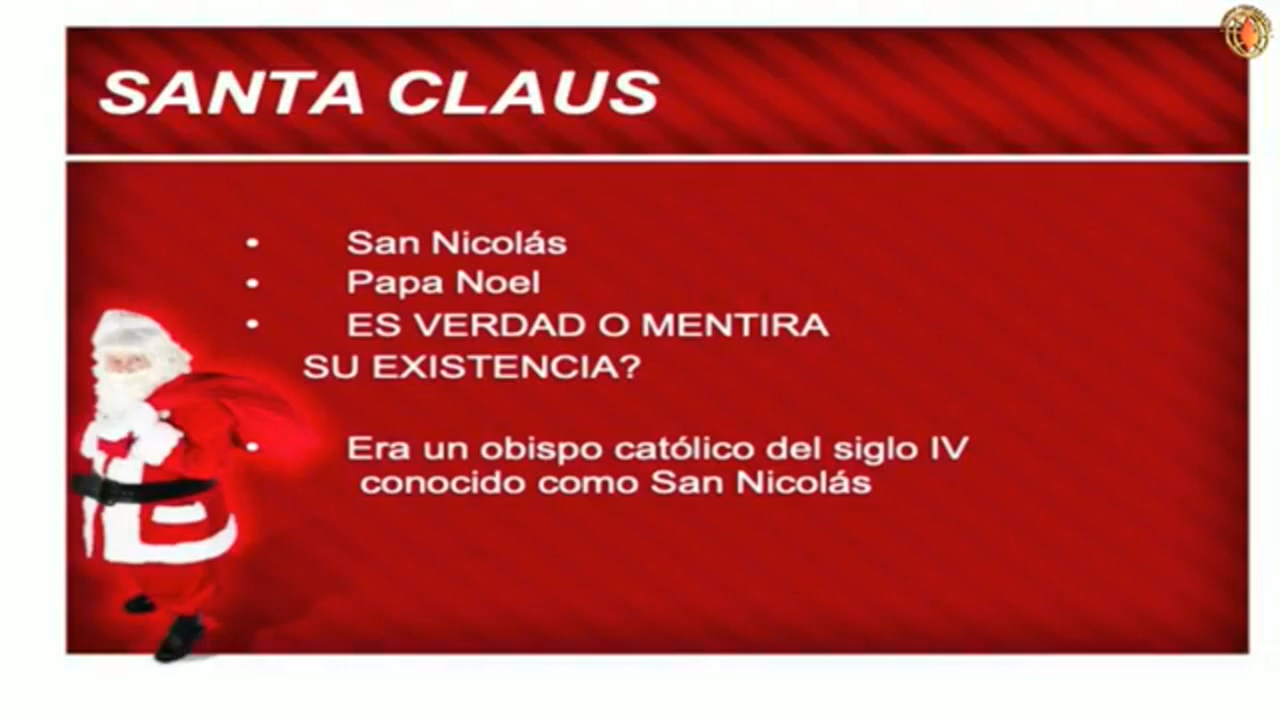 SANTA CLAUS
• San Nicolás
• Papa Noel
• ES VERDAD O MENTIRA
SU EXISTENCIA?
• Era un obispo católico del siglo IV
conocido como San Nicolás